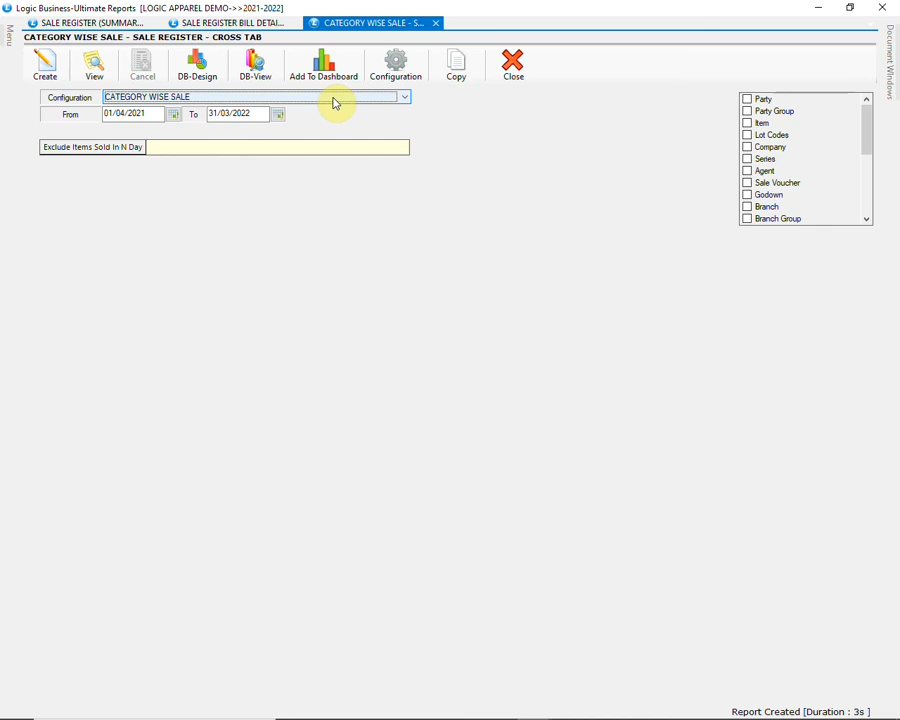 Logic Business-Ultimate Reports [LOGIC APPAREL DEMO->>2021-2022]
Menu
SALE REGISTER (SUMMAR...
SALE REGISTER BILL DETAI...
CATEGORY WISE SALE - S...
CATEGORY WISE SALE - SALE REGISTER - CROSS TAB
Create
View
Cancel
DB-Design
DB-View
Add To Dashboard
Configuration
Copy
Close
Document Windows
Configuration CATEGORY WISE SALE
From 01/04/2021 To 31/03/2022
Exclude Items Sold In N Day
Party
Party Group
Item
Lot Codes
Company
Series
Agent
Sale Voucher
Godown
Branch
Branch Group
Report Created [Duration : 3s ]